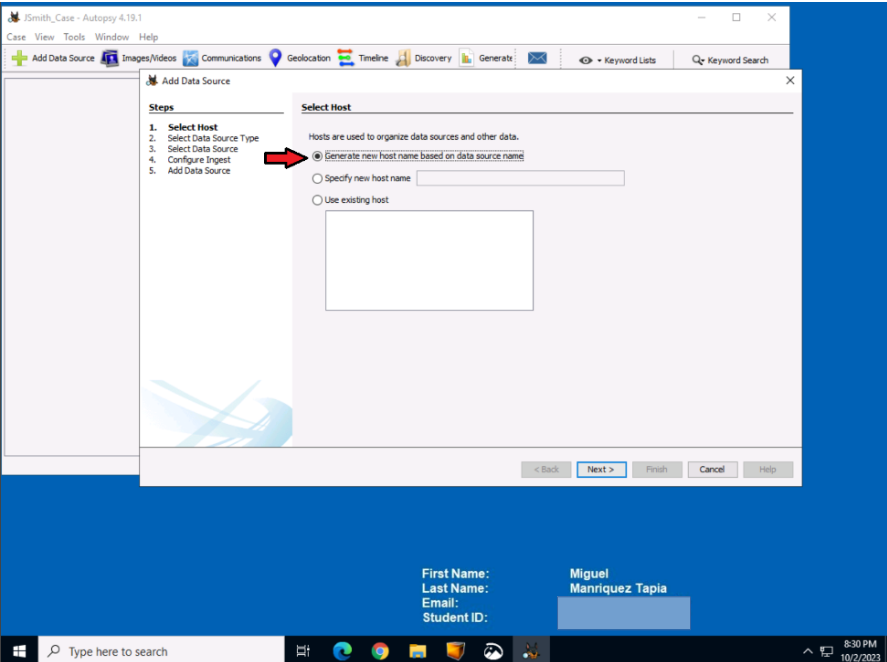 JSmith_Case - Autopsy 4.19.1
Case View Tools Window Help
Add Data Source Images/Videos Communications Geolocation Timeline Discovery Generate Keyword Lists Keyword Search
Add Data Source
Steps
1. Select Host
2. Select Data Source Type
3. Select Data Source
4. Configure Ingest
5. Add Data Source
Select Host
Hosts are used to organize data sources and other data.
Generate new host name based on data source name
Specify new host name
Use existing host
< Back Next > Finish Cancel Help
First Name: Miguel
Last Name: Manriquez Tapia
Email:
Student ID:
Type here to search
8:30 PM
10/2/2023